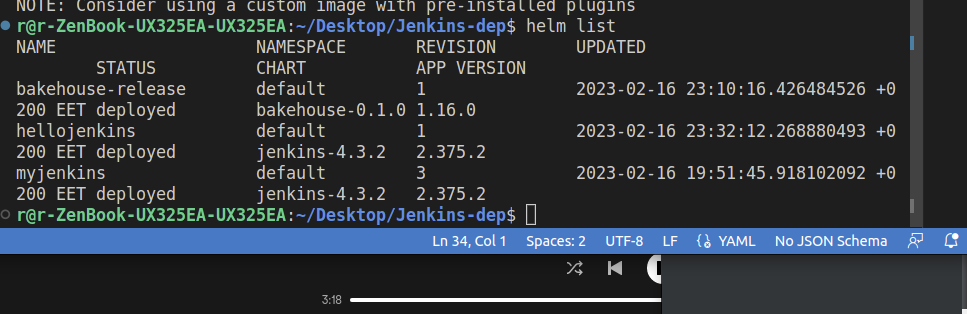 NOTE: Consider using a custom image with pre-installed plugins
r@r-ZenBook-UX325EA-UX325EA:~/Desktop/Jenkins-dep$ helm list
NAME NAMESPACE REVISION UPDATED
STATUS CHART APP VERSION
bakehouse-release default 1 2023-02-16 23:10:16.426484526 +0
200 EET deployed bakehouse-0.1.0 1.16.0
hellojenkins default 1 2023-02-16 23:32:12.268880493 +0
200 EET deployed jenkins-4.3.2 2.375.2
myjenkins default 3 2023-02-16 19:51:45.918102092 +0
200 EET deployed jenkins-4.3.2 2.375.2
r@r-ZenBook-UX325EA-UX325EA:~/Desktop/Jenkins-dep$
Ln 34, Col 1 Spaces: 2 UTF-8 LF YAML No JSON Schema
3:18